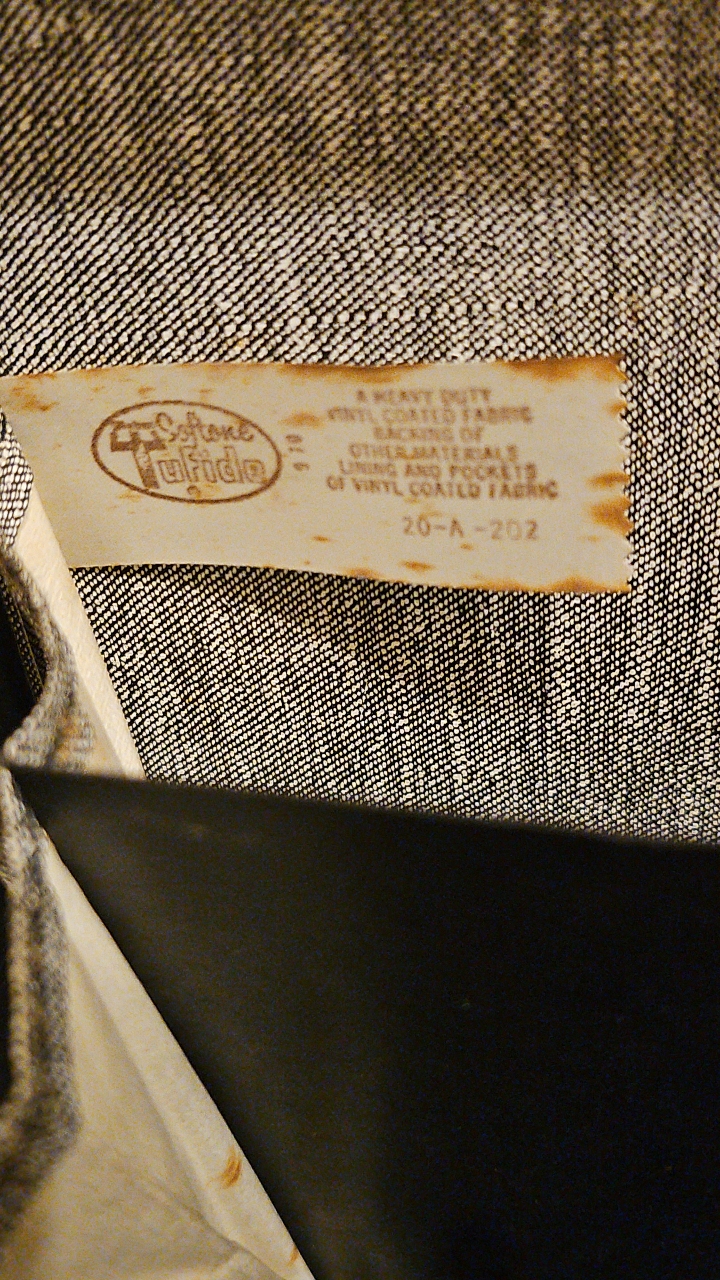 Softone
Tufide
970
A HEAVY DUTY
VINYL COATED FABRIC
BACKING OF
OTHER MATERIALS
LINING AND POCKETS
OF VINYL COATED FABRIC
20-A-202